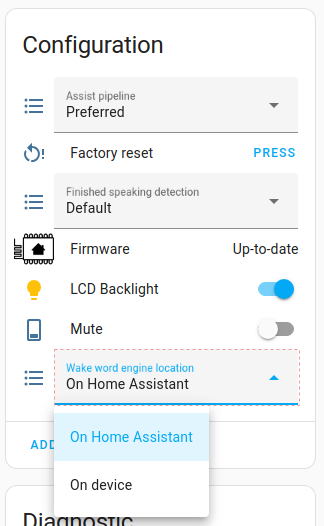 Configuration
Assist pipeline
Preferred
Factory reset PRESS
Finished speaking detection
Default
Firmware Up-to-date
LCD Backlight
Mute
Wake word engine location
On Home Assistant
ADD
On Home Assistant
On device
Diagnostic